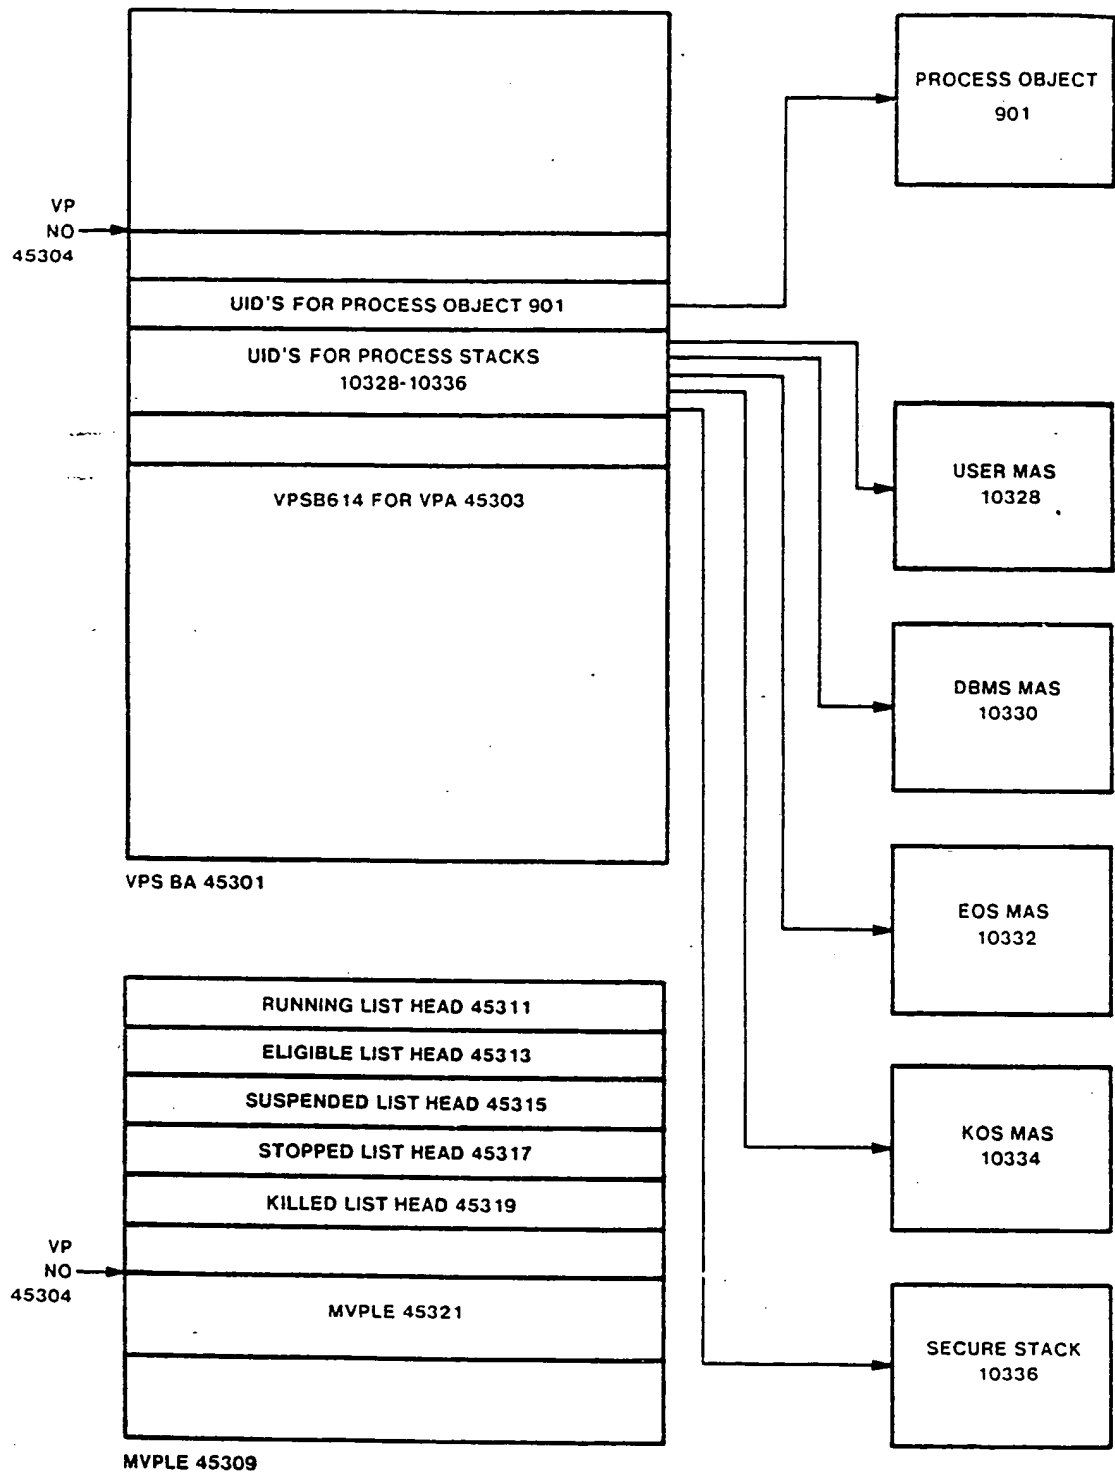 PROCESS OBJECT
901
VP
NO
45304
UID'S FOR PROCESS OBJECT 901
UID'S FOR PROCESS STACKS
10328-10336
VPSB614 FOR VPA 45303
USER MAS
10328
DBMS MAS
10330
EOS MAS
10332
KOS MAS
10334
SECURE STACK
10336
VPS BA 45301
RUNNING LIST HEAD 45311
ELIGIBLE LIST HEAD 45313
SUSPENDED LIST HEAD 45315
STOPPED LIST HEAD 45317
KILLED LIST HEAD 45319
VP
NO
45304
MVPLE 45321
MVPLE 45309